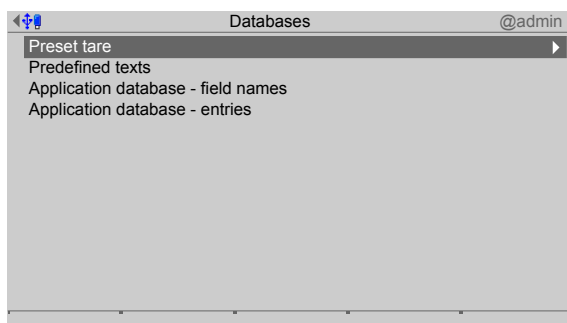 Databases @admin
Preset tare
Predefined texts
Application database - field names
Application database - entries